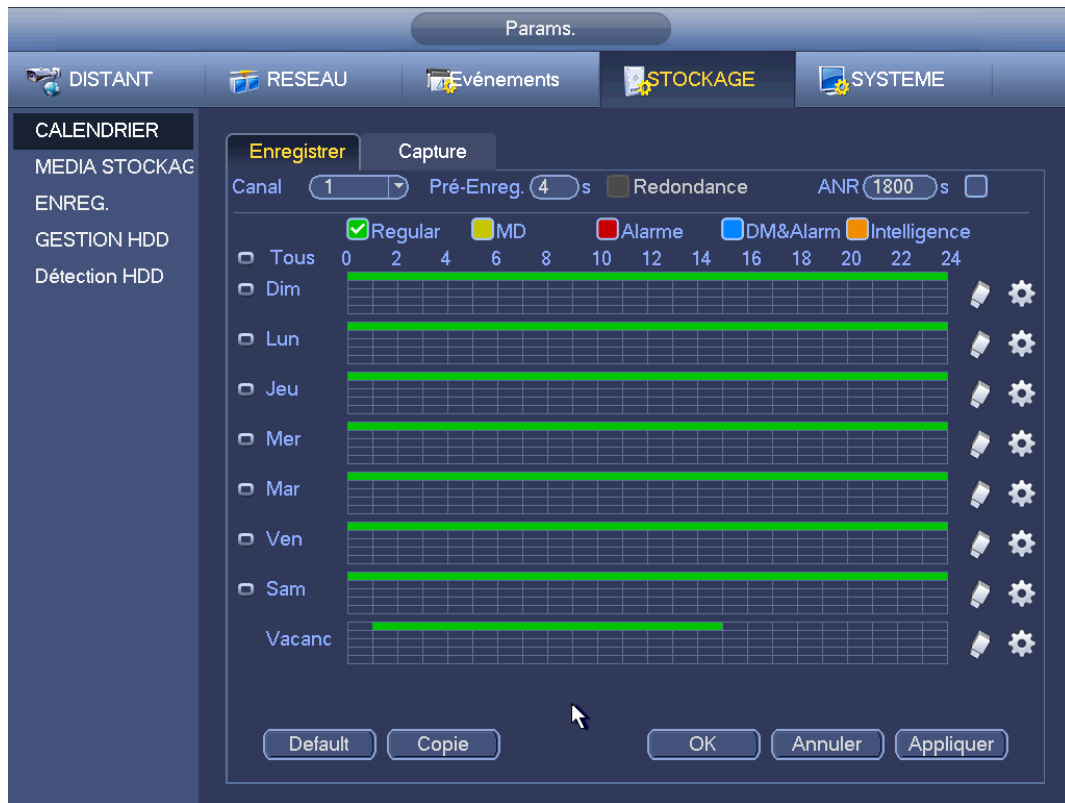 Params.
DISTANT RESEAU Evénements STOCKAGE SYSTEME
CALENDRIER
MEDIA STOCKAG
ENREG.
GESTION HDD
Détection HDD
Enregistrer Capture
Canal 1 Pré-Enreg. 4 s Redondance ANR 1800 s
Regular MD Alarme DM&Alarm Intelligence
Tous 0 2 4 6 8 10 12 14 16 18 20 22 24
Dim
Lun
Jeu
Mer
Mar
Ven
Sam
Vacanc
Default Copie OK Annuler Appliquer